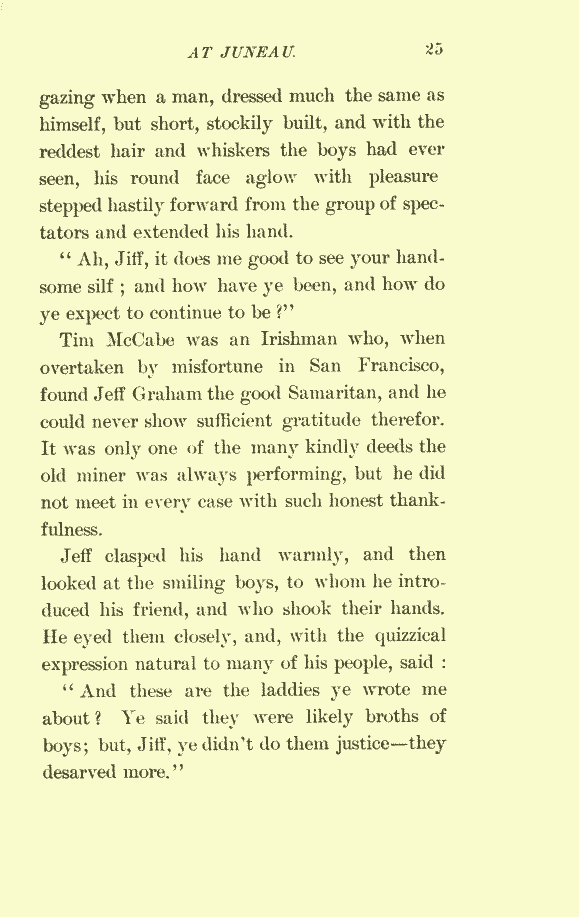 AT JUNEAU. 25
gazing when a man, dressed much the same as
himself, but short, stockily built, and with the
reddest hair and whiskers the boys had ever
seen, his round face aglow with pleasure
stepped hastily forward from the group of spec-
tators and extended his hand.
“ Ah, Jiff, it does me good to see your hand-
some silf ; and how have ye been, and how do
ye expect to continue to be ?”
Tim McCabe was an Irishman who, when
overtaken by misfortune in San Francisco,
found Jeff Graham the good Samaritan, and he
could never show sufficient gratitude therefor.
It was only one of the many kindly deeds the
old miner was always performing, but he did
not meet in every case with such honest thank-
fulness.
Jeff clasped his hand warmly, and then
looked at the smiling boys, to whom he intro-
duced his friend, and who shook their hands.
He eyed them closely, and, with the quizzical
expression natural to many of his people, said :
“ And these are the laddies ye wrote me
about ? Ye said they were likely broths of
boys; but, Jiff, ye didn’t do them justice—they
desarved more.”